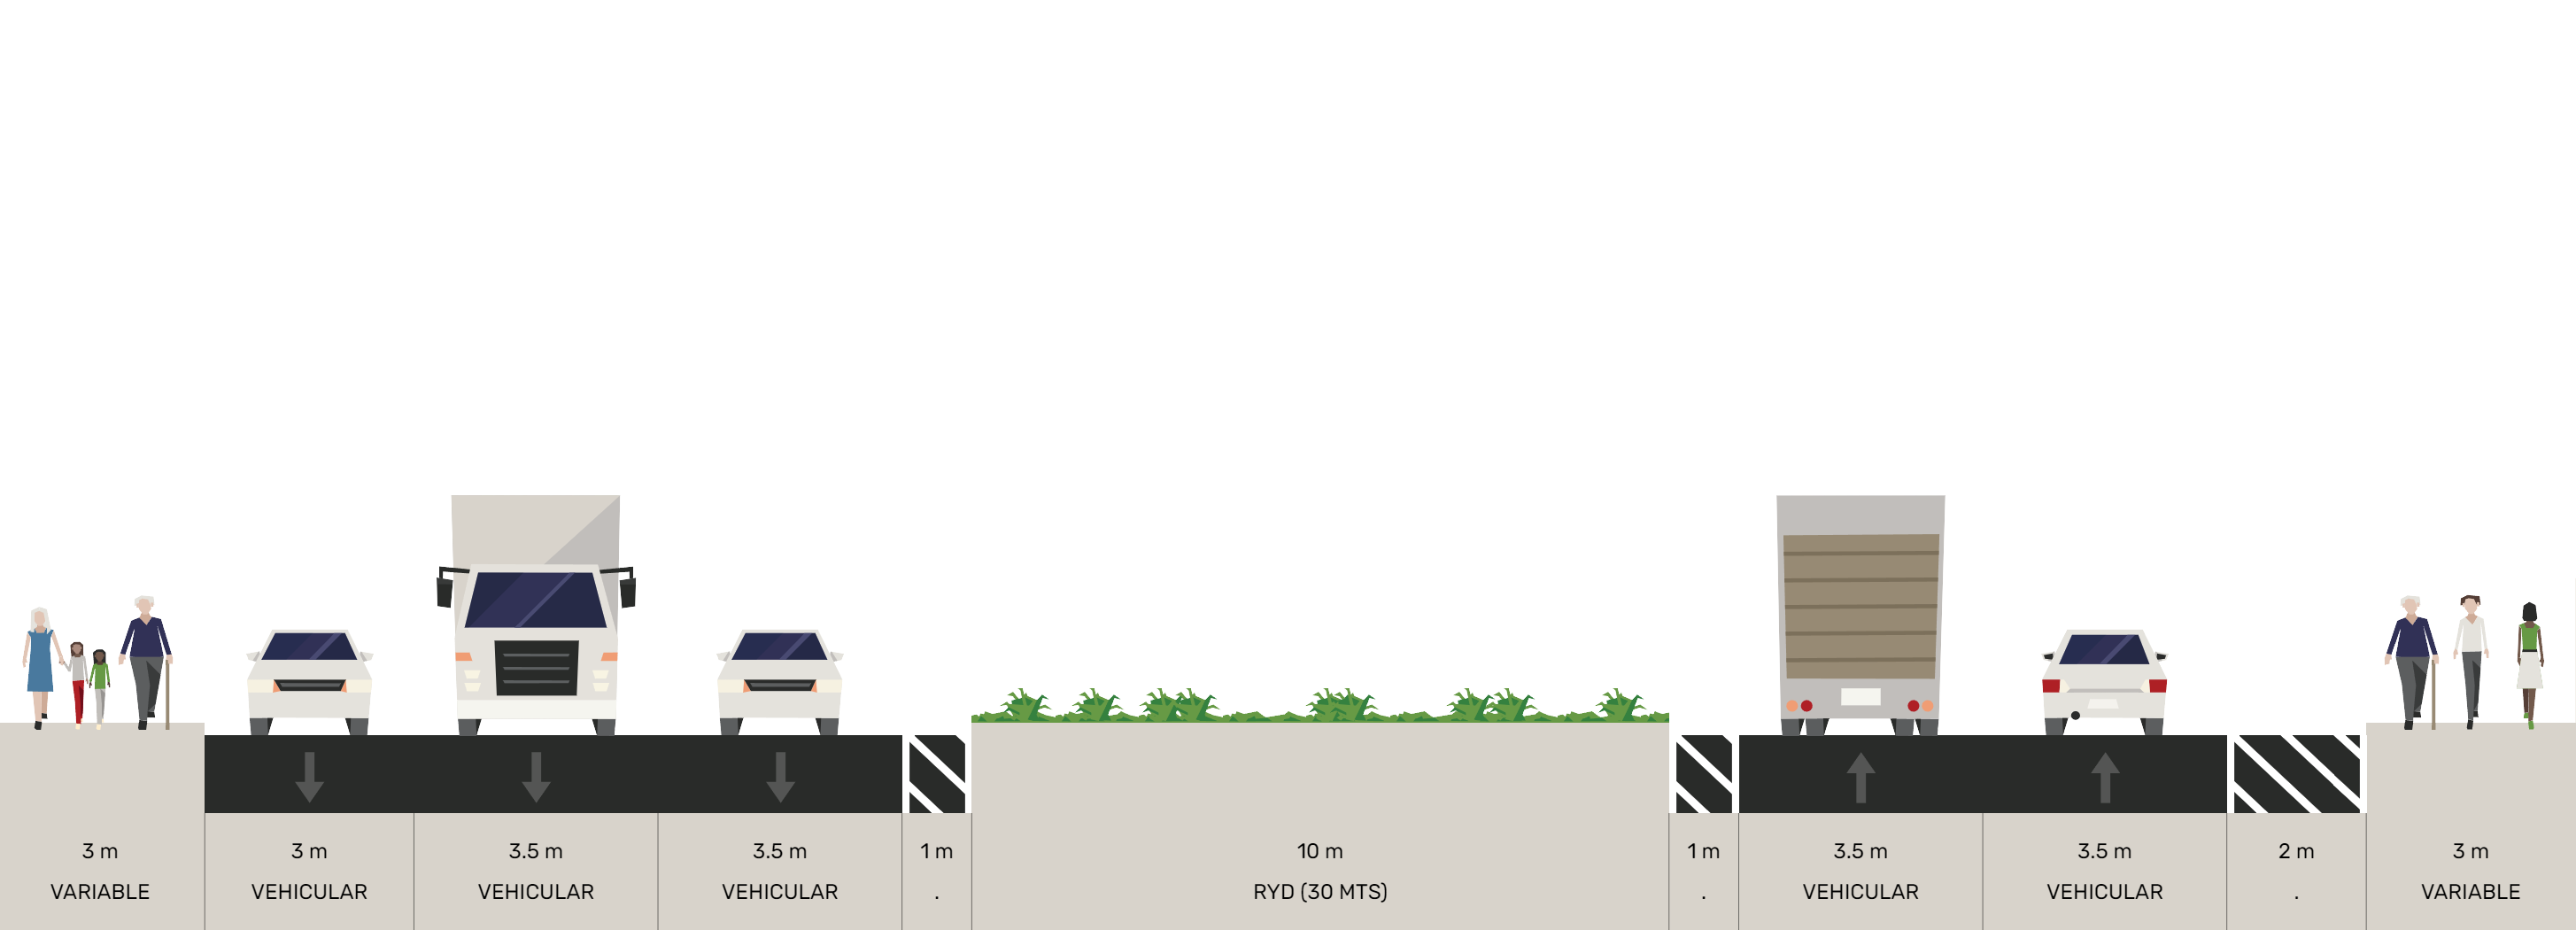 3 m
VARIABLE
3 m
VEHICULAR
3.5 m
VEHICULAR
3.5 m
VEHICULAR
1 m
.
10 m
RYD (30 MTS)
1 m
.
3.5 m
VEHICULAR
3.5 m
VEHICULAR
2 m
.
3 m
VARIABLE